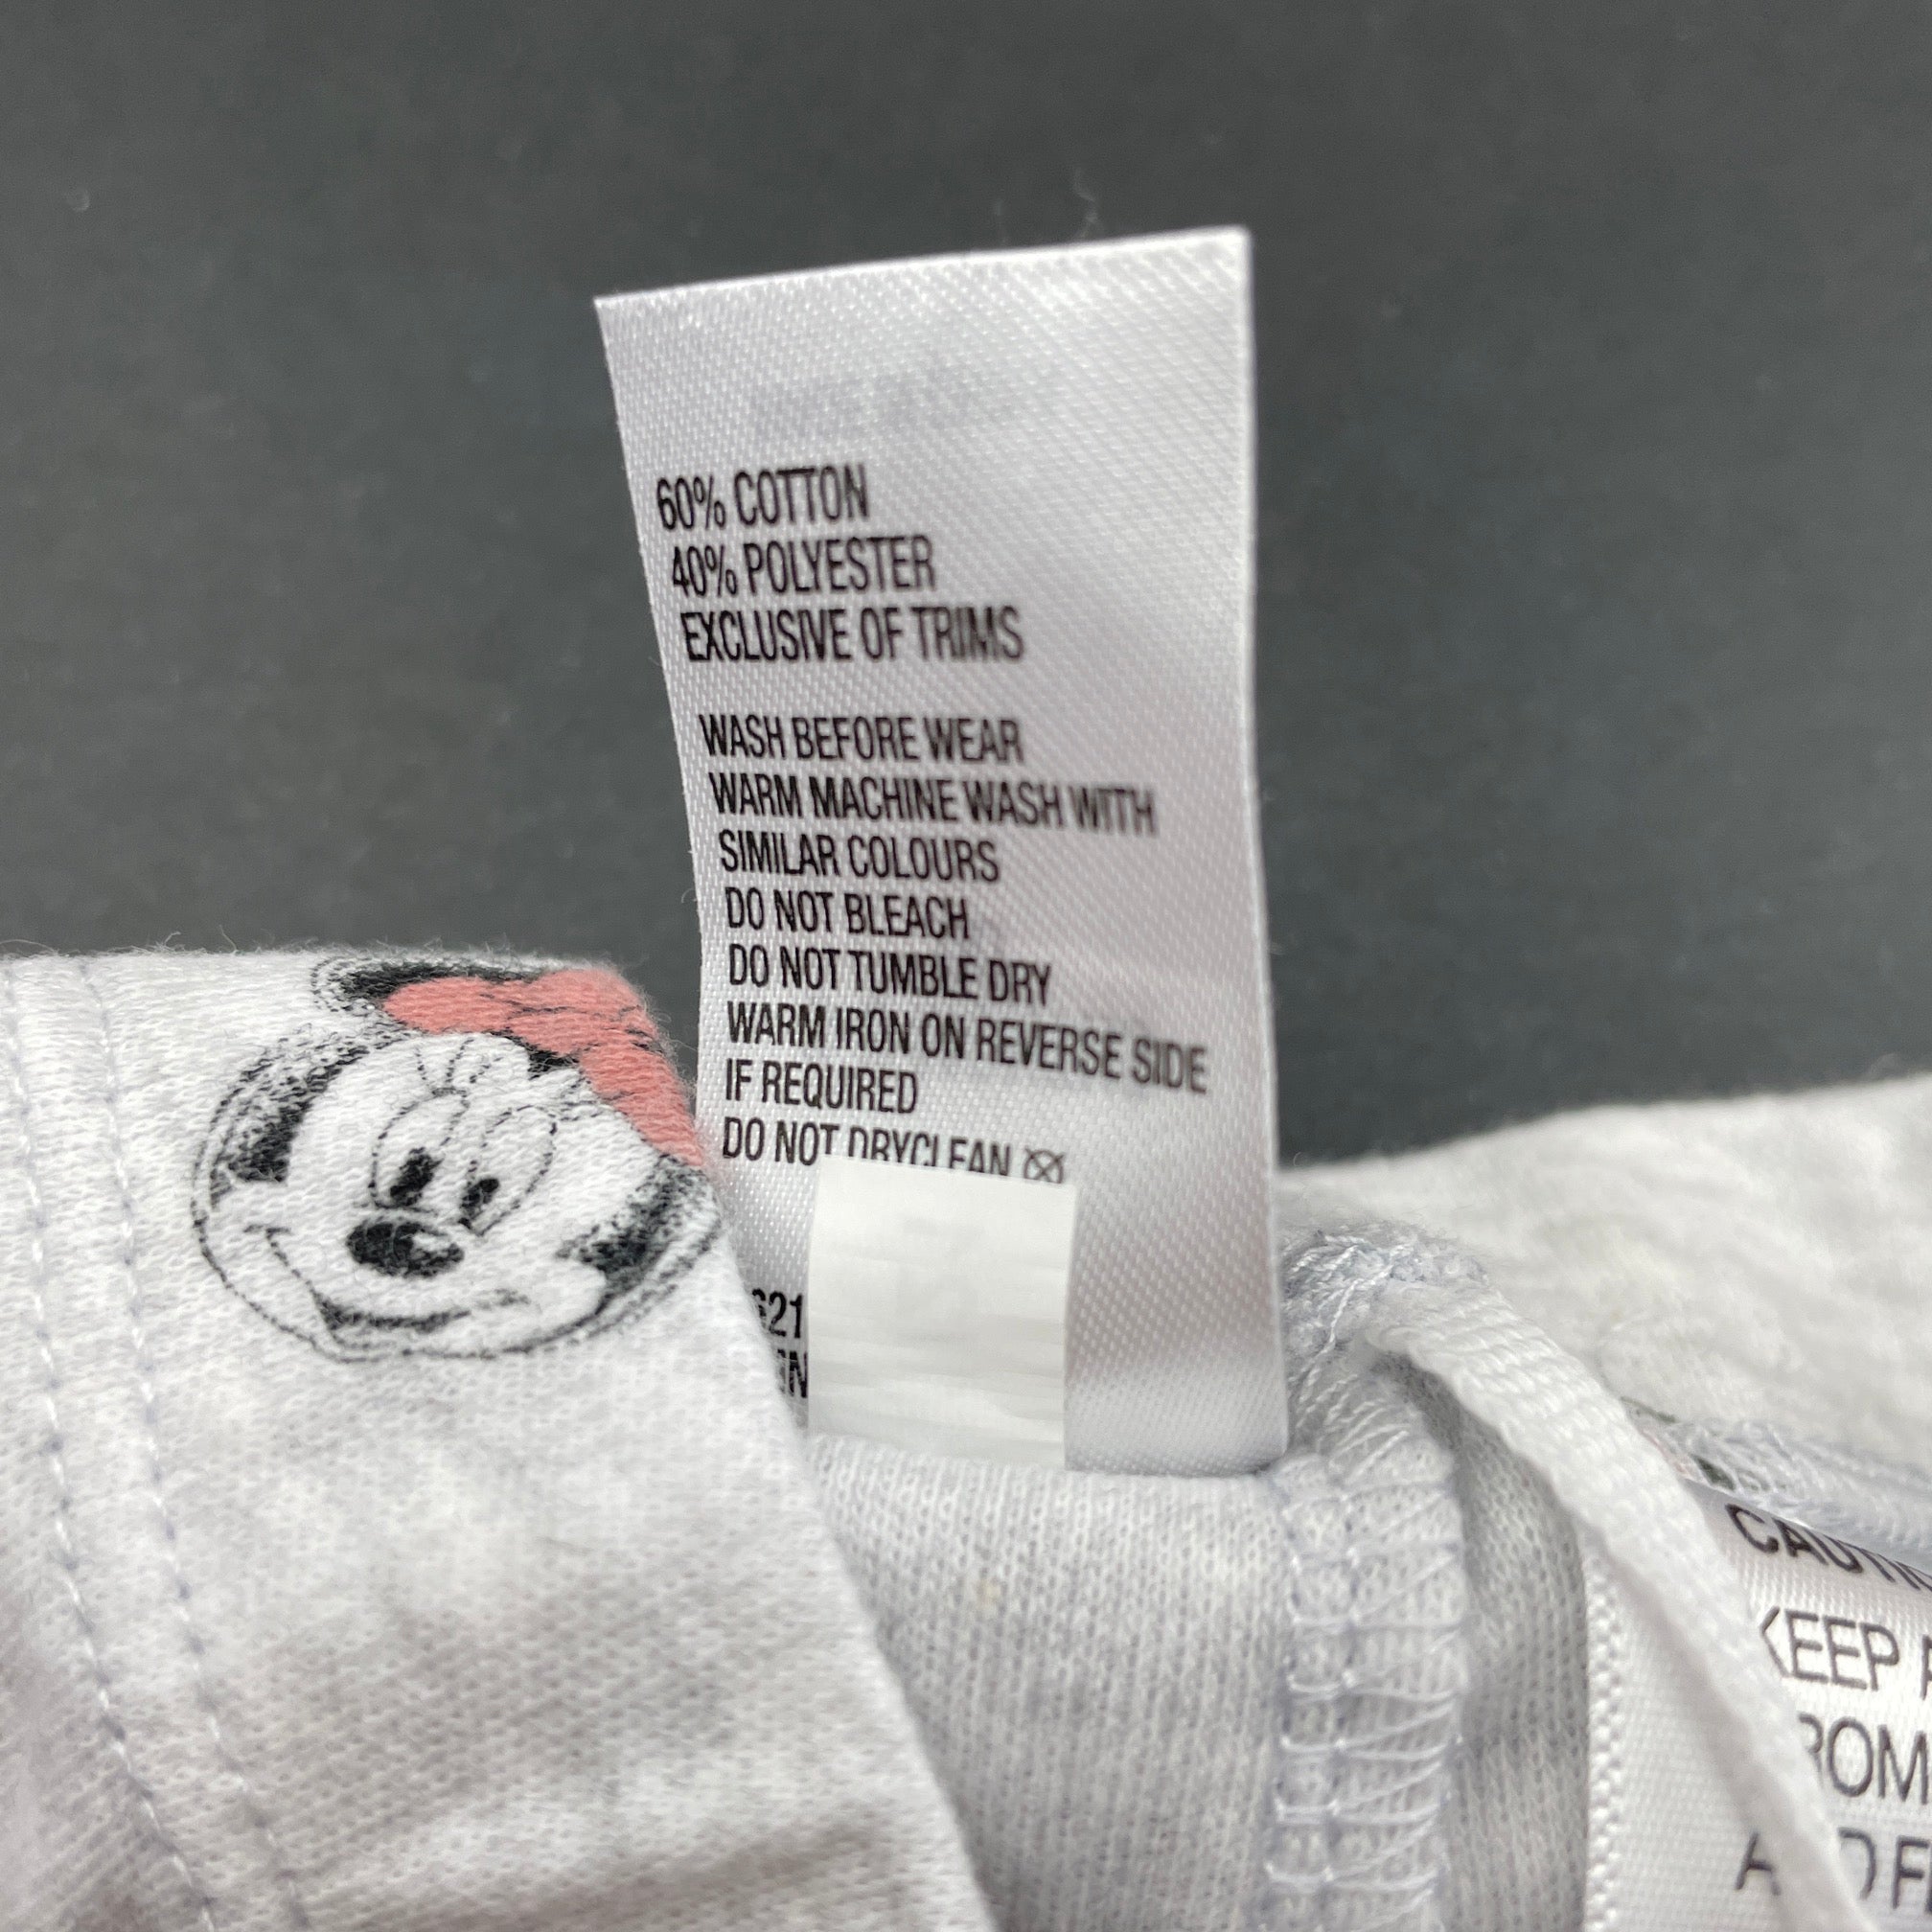 60% COTTON
40% POLYESTER
EXCLUSIVE OF TRIMS
WASH BEFORE WEAR
WARM MACHINE WASH WITH
SIMILAR COLOURS
DO NOT BLEACH
DO NOT TUMBLE DRY
WARM IRON ON REVERSE SIDE
IF REQUIRED
DO NOT DRYCLEAN
621
KEEP